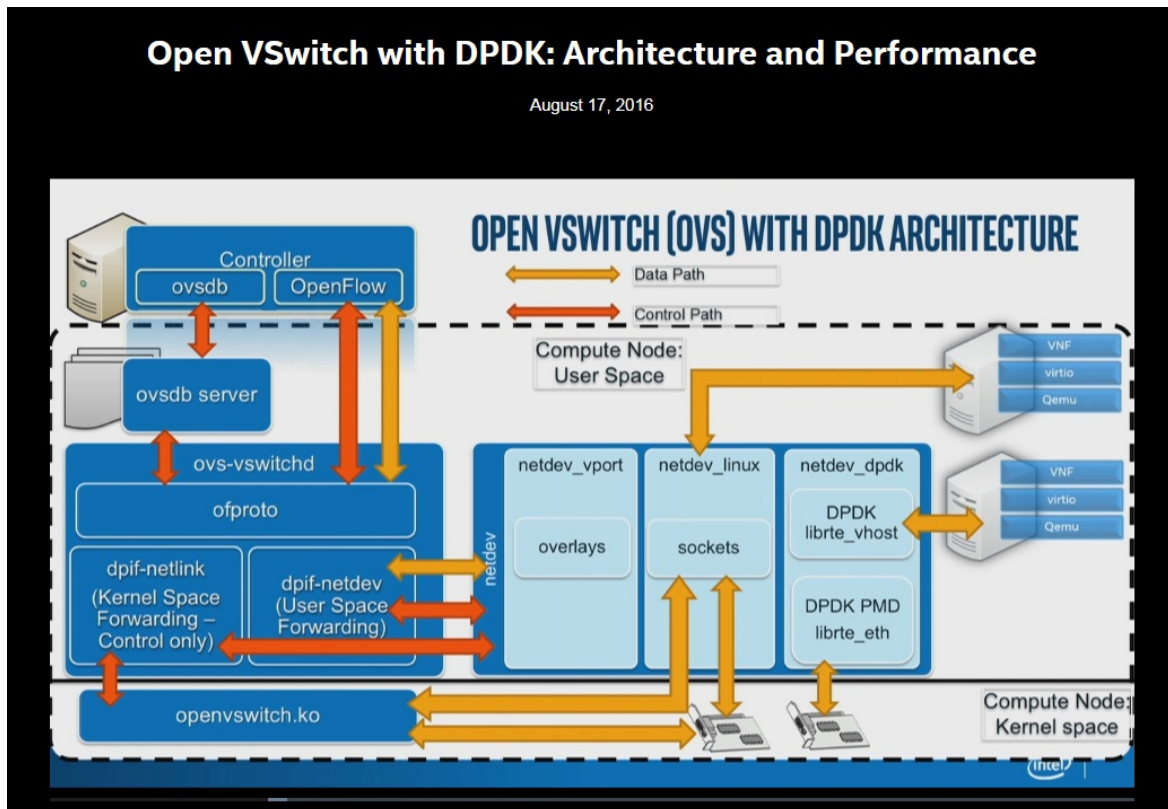 Open VSwitch with DPDK: Architecture and Performance
August 17, 2016
OPEN VSWITCH (OVS) WITH DPDK ARCHITECTURE
Controller
ovsdb
OpenFlow
Data Path
Control Path
Compute Node:
User Space
VNF
virtio
Qemu
ovsdb server
ovs-vswitchd
ofproto
dpif-netlink
(Kernel Space
Forwarding –
Control only)
dpif-netdev
(User Space
Forwarding)
netdev
netdev_vport
overlays
netdev_linux
sockets
netdev_dpdk
DPDK
librte_vhost
DPDK PMD
librte_eth
VNF
virtio
Qemu
openvswitch.ko
Compute Node:
Kernel space
intel